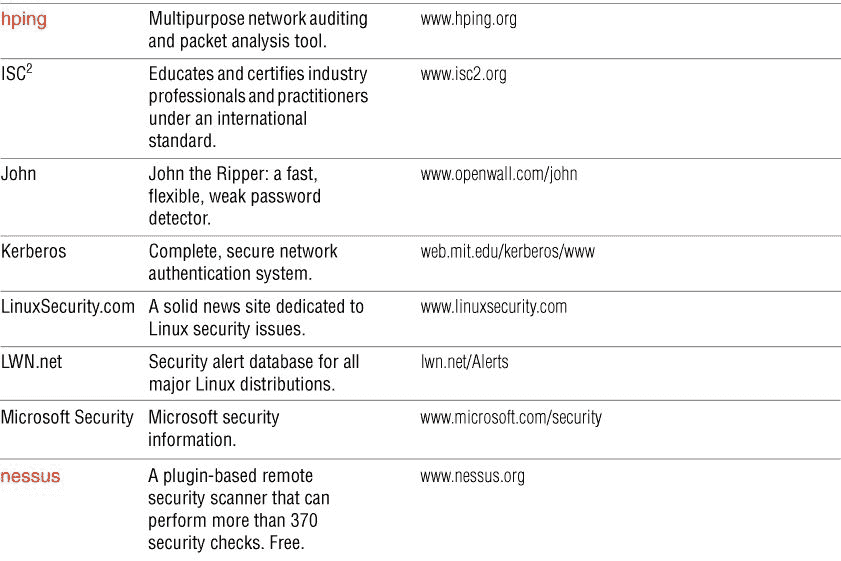 hping Multipurpose network auditing www.hping.org
and packet analysis tool.
ISC2 Educates and certifies industry www.isc2.org
professionals and practitioners
under an international
standard.
John John the Ripper: a fast, www.openwall.com/john
flexible, weak password
detector.
Kerberos Complete, secure network web.mit.edu/kerberos/www
authentication system.
LinuxSecurity.com A solid news site dedicated to www.linuxsecurity.com
Linux security issues.
LWN.net Security alert database for all lwn.net/Alerts
major Linux distributions.
Microsoft Security Microsoft security www.microsoft.com/security
information.
nessus A plugin-based remote www.nessus.org
security scanner that can
perform more than 370
security checks. Free.